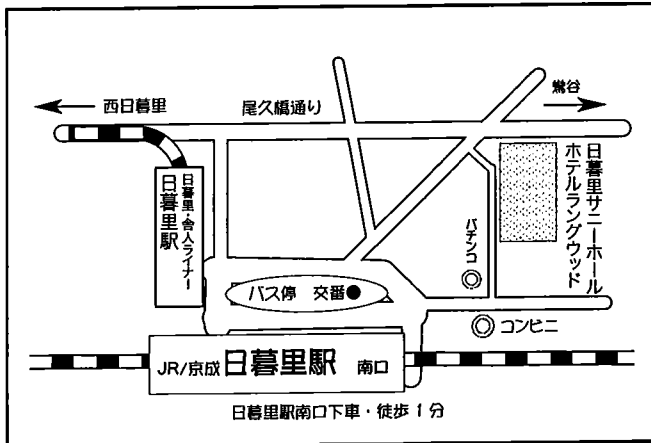 西日暮里
尾久橋通り
鶯谷
日暮里・舎人ライナー
日暮里駅
日暮里サニーホール
ホテルラングウッド
パチンコ
バス停 交番
コンビニ
JR/京成 日暮里駅 南口
日暮里駅南口下車・徒歩1分